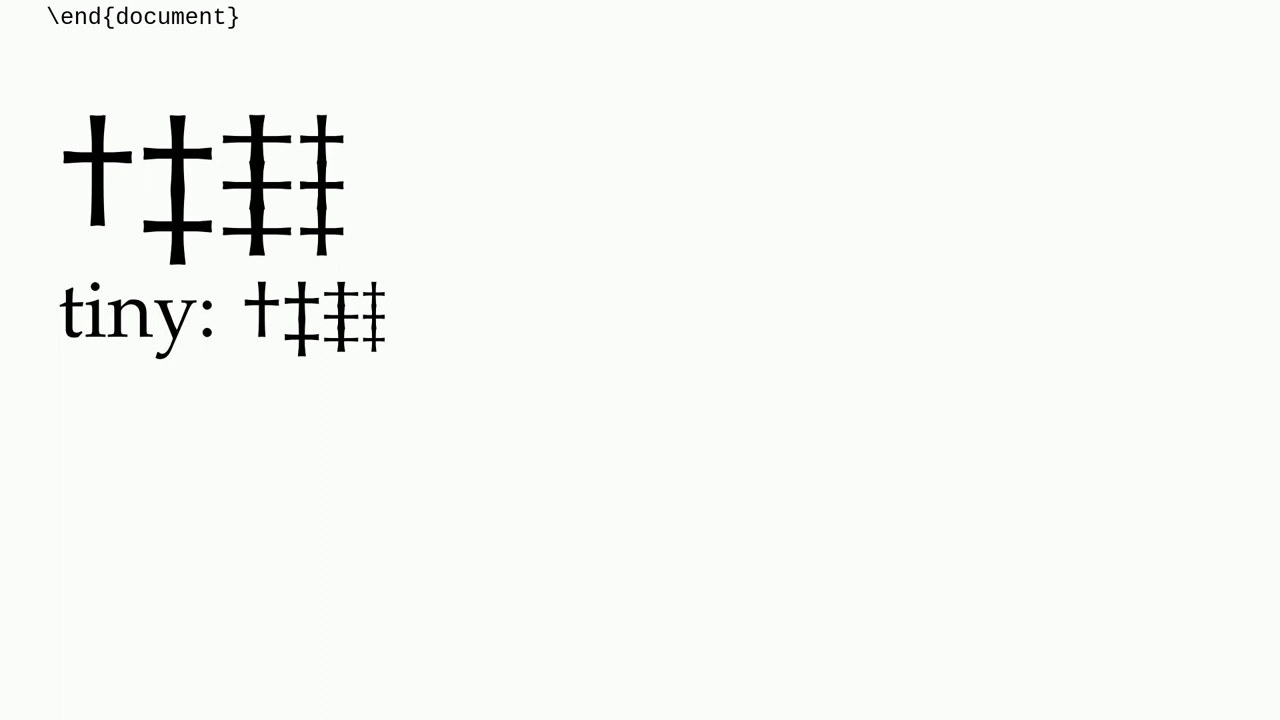 \end{document}
†‡⹋⹋
tiny: †‡⹋⹋